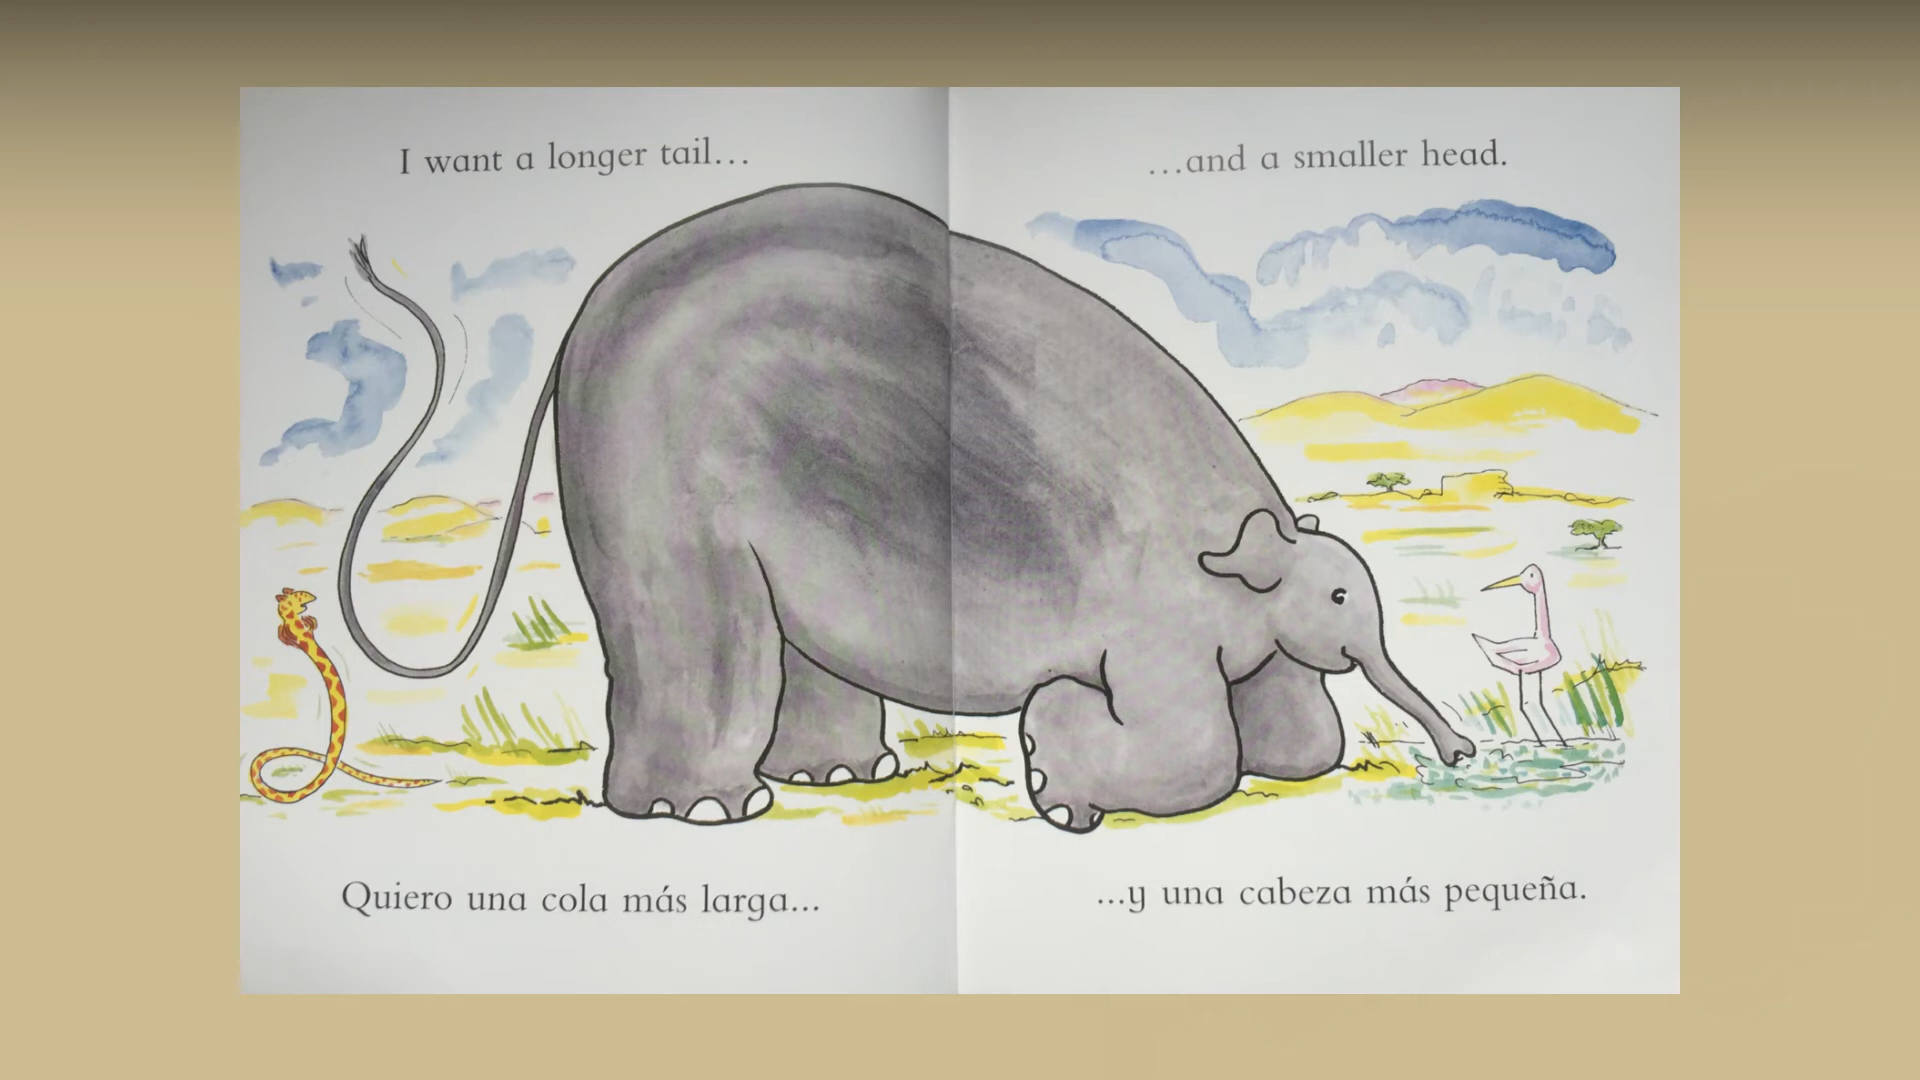 I want a longer tail...
...and a smaller head.
Quiero una cola más larga...
...y una cabeza más pequeña.